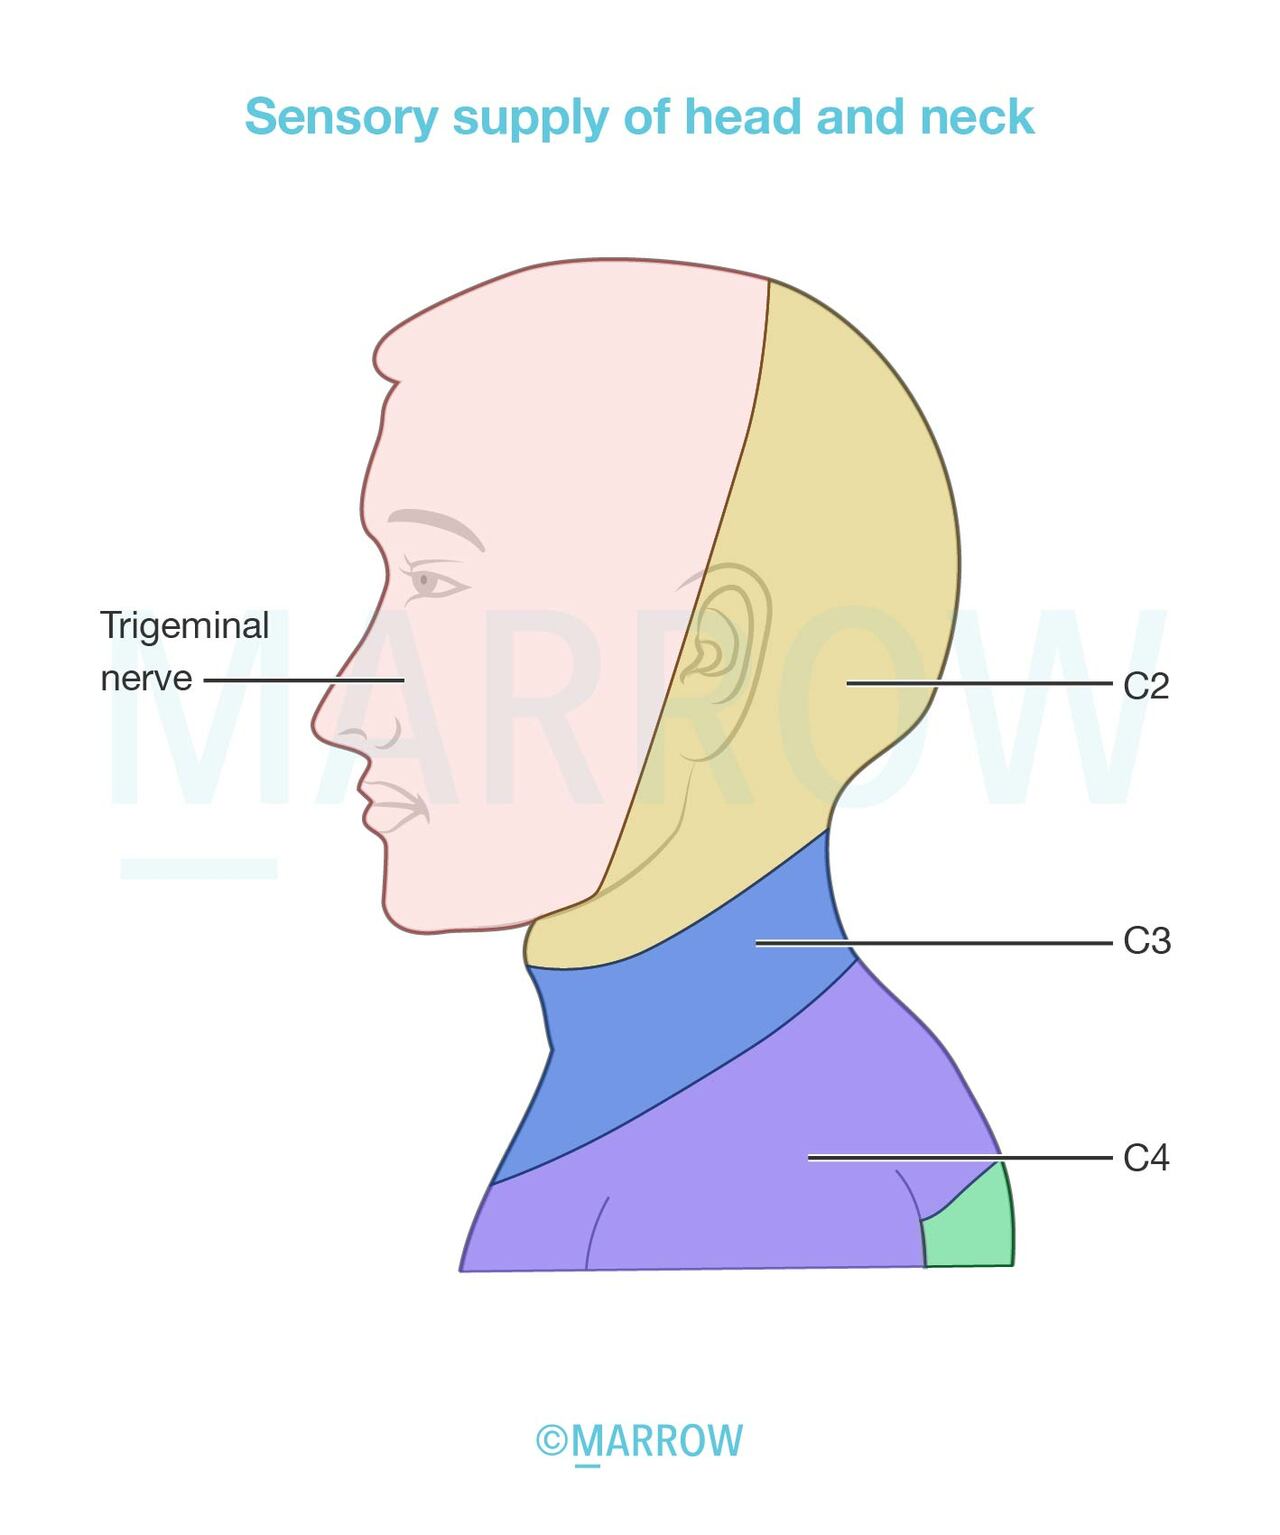 Sensory supply of head and neck
Trigeminal
nerve
MARROW
C2
C3
C4
©MARROW